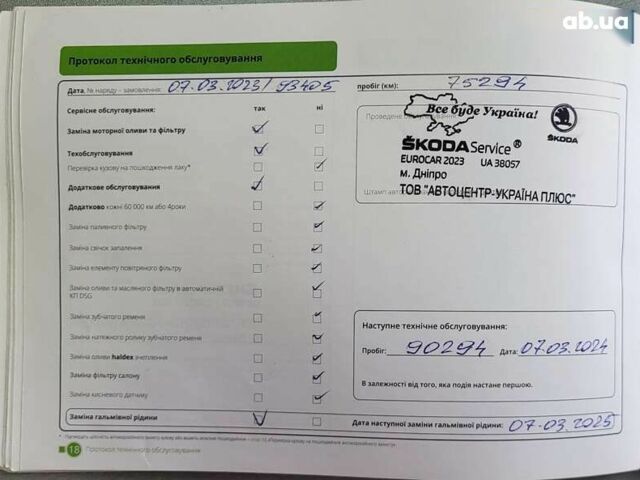 ab.ua
Протокол технічного обслуговування
Дата, № наряду – замовлення: 07.03.2023/ 93405
пробіг (км): 75294
Сервісне обслуговування: так ні
Заміна моторної оливи та фільтру
Техобслуговування
Перевірка кузову на пошкодження лаку*
Додаткове обслуговування
Додатково кожні 60 000 км або 4роки
Заміна паливного фільтру
Заміна свічок запалення
Заміна елементу повітряного фільтру
Заміна оливи та масляного фільтру в автоматичній
КП DSG
Заміна зубчатого ременя
Заміна натяжного ролику зубчатого ременя
Заміна оливи haldex зчеплення
Заміна фільтру салону
Заміна кисневого датчику
Заміна гальмівної рідини
Проведене
Все буде Україна!
ŠKODA
ŠKODA Service®
EUROCAR 2023 UA 38057
м. Дніпро
ТОВ "АВТОЦЕНТР-УКРАЇНА ПЛЮС"
Штамп
Наступне технічне обслуговування:
Пробіг: 90294 Дата: 07.03.2024
В залежності від того, яка подія настане першою.
Дата наступної заміни гальмівної рідини: 07-03.2025
18 Протокол технічного обслуговування